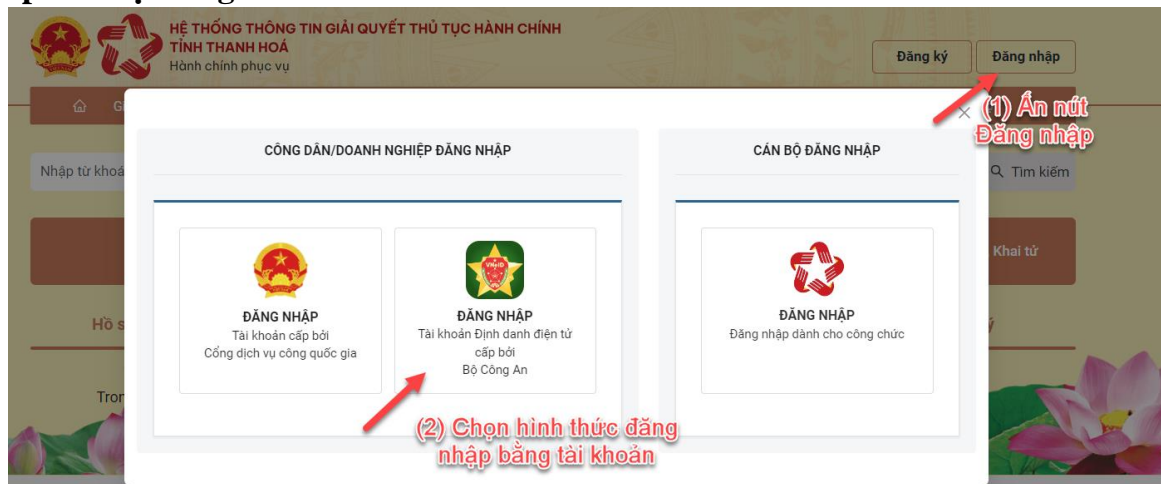 HỆ THỐNG THÔNG TIN GIẢI QUYẾT THỦ TỤC HÀNH CHÍNH
TỈNH THANH HOÁ
Hành chính phục vụ
Đăng ký
Đăng nhập
(1) Ấn nút
Đăng nhập
CÔNG DÂN/DOANH NGHIỆP ĐĂNG NHẬP
CÁN BỘ ĐĂNG NHẬP
Nhập từ khoá
Tìm kiếm
VNeID
ĐĂNG NHẬP
Tài khoản cấp bởi
Cổng dịch vụ công quốc gia
ĐĂNG NHẬP
Tài khoản Định danh điện tử
cấp bởi
Bộ Công An
ĐĂNG NHẬP
Đăng nhập dành cho công chức
Khai tử
Hồ s
ý
Tron
(2) Chọn hình thức đăng
nhập bằng tài khoản